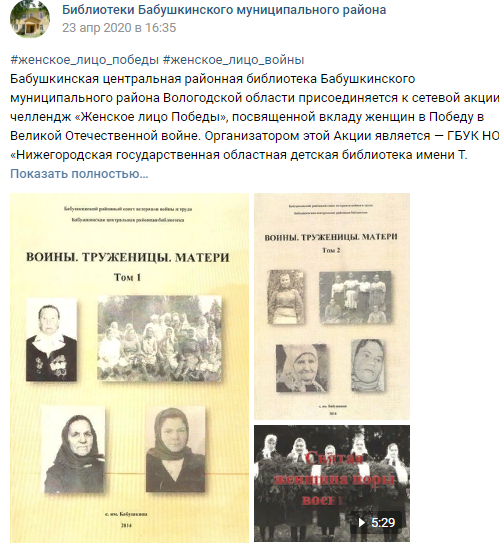 Библиотеки Бабушкинского муниципального района
23 апр 2020 в 16:35
#женское_лицо_победы #женское_лицо_войны
Бабушкинская центральная районная библиотека Бабушкинского
муниципального района Вологодской области присоединяется к сетевой акции
челлендж «Женское лицо Победы», посвященной вкладу женщин в Победу в
Великой Отечественной войне. Организатором этой Акции является — ГБУК НО
«Нижегородская государственная областная детская библиотека имени Т.
Показать полностью...
Бабушкинский районный совет ветеранов войны и труда
Бабушкинская центральная районная библиотека
ВОИНЫ. ТРУЖЕНИЦЫ. МАТЕРИ
Том 1
с. им. Бабушкина
2014
Бабушкинский районный совет ветеранов войны и труда
Бабушкинская центральная районная библиотека
ВОИНЫ. ТРУЖЕНИЦЫ. МАТЕРИ
Том 2
с. им. Бабушкина
2014
Святая
женщина поры
5:29